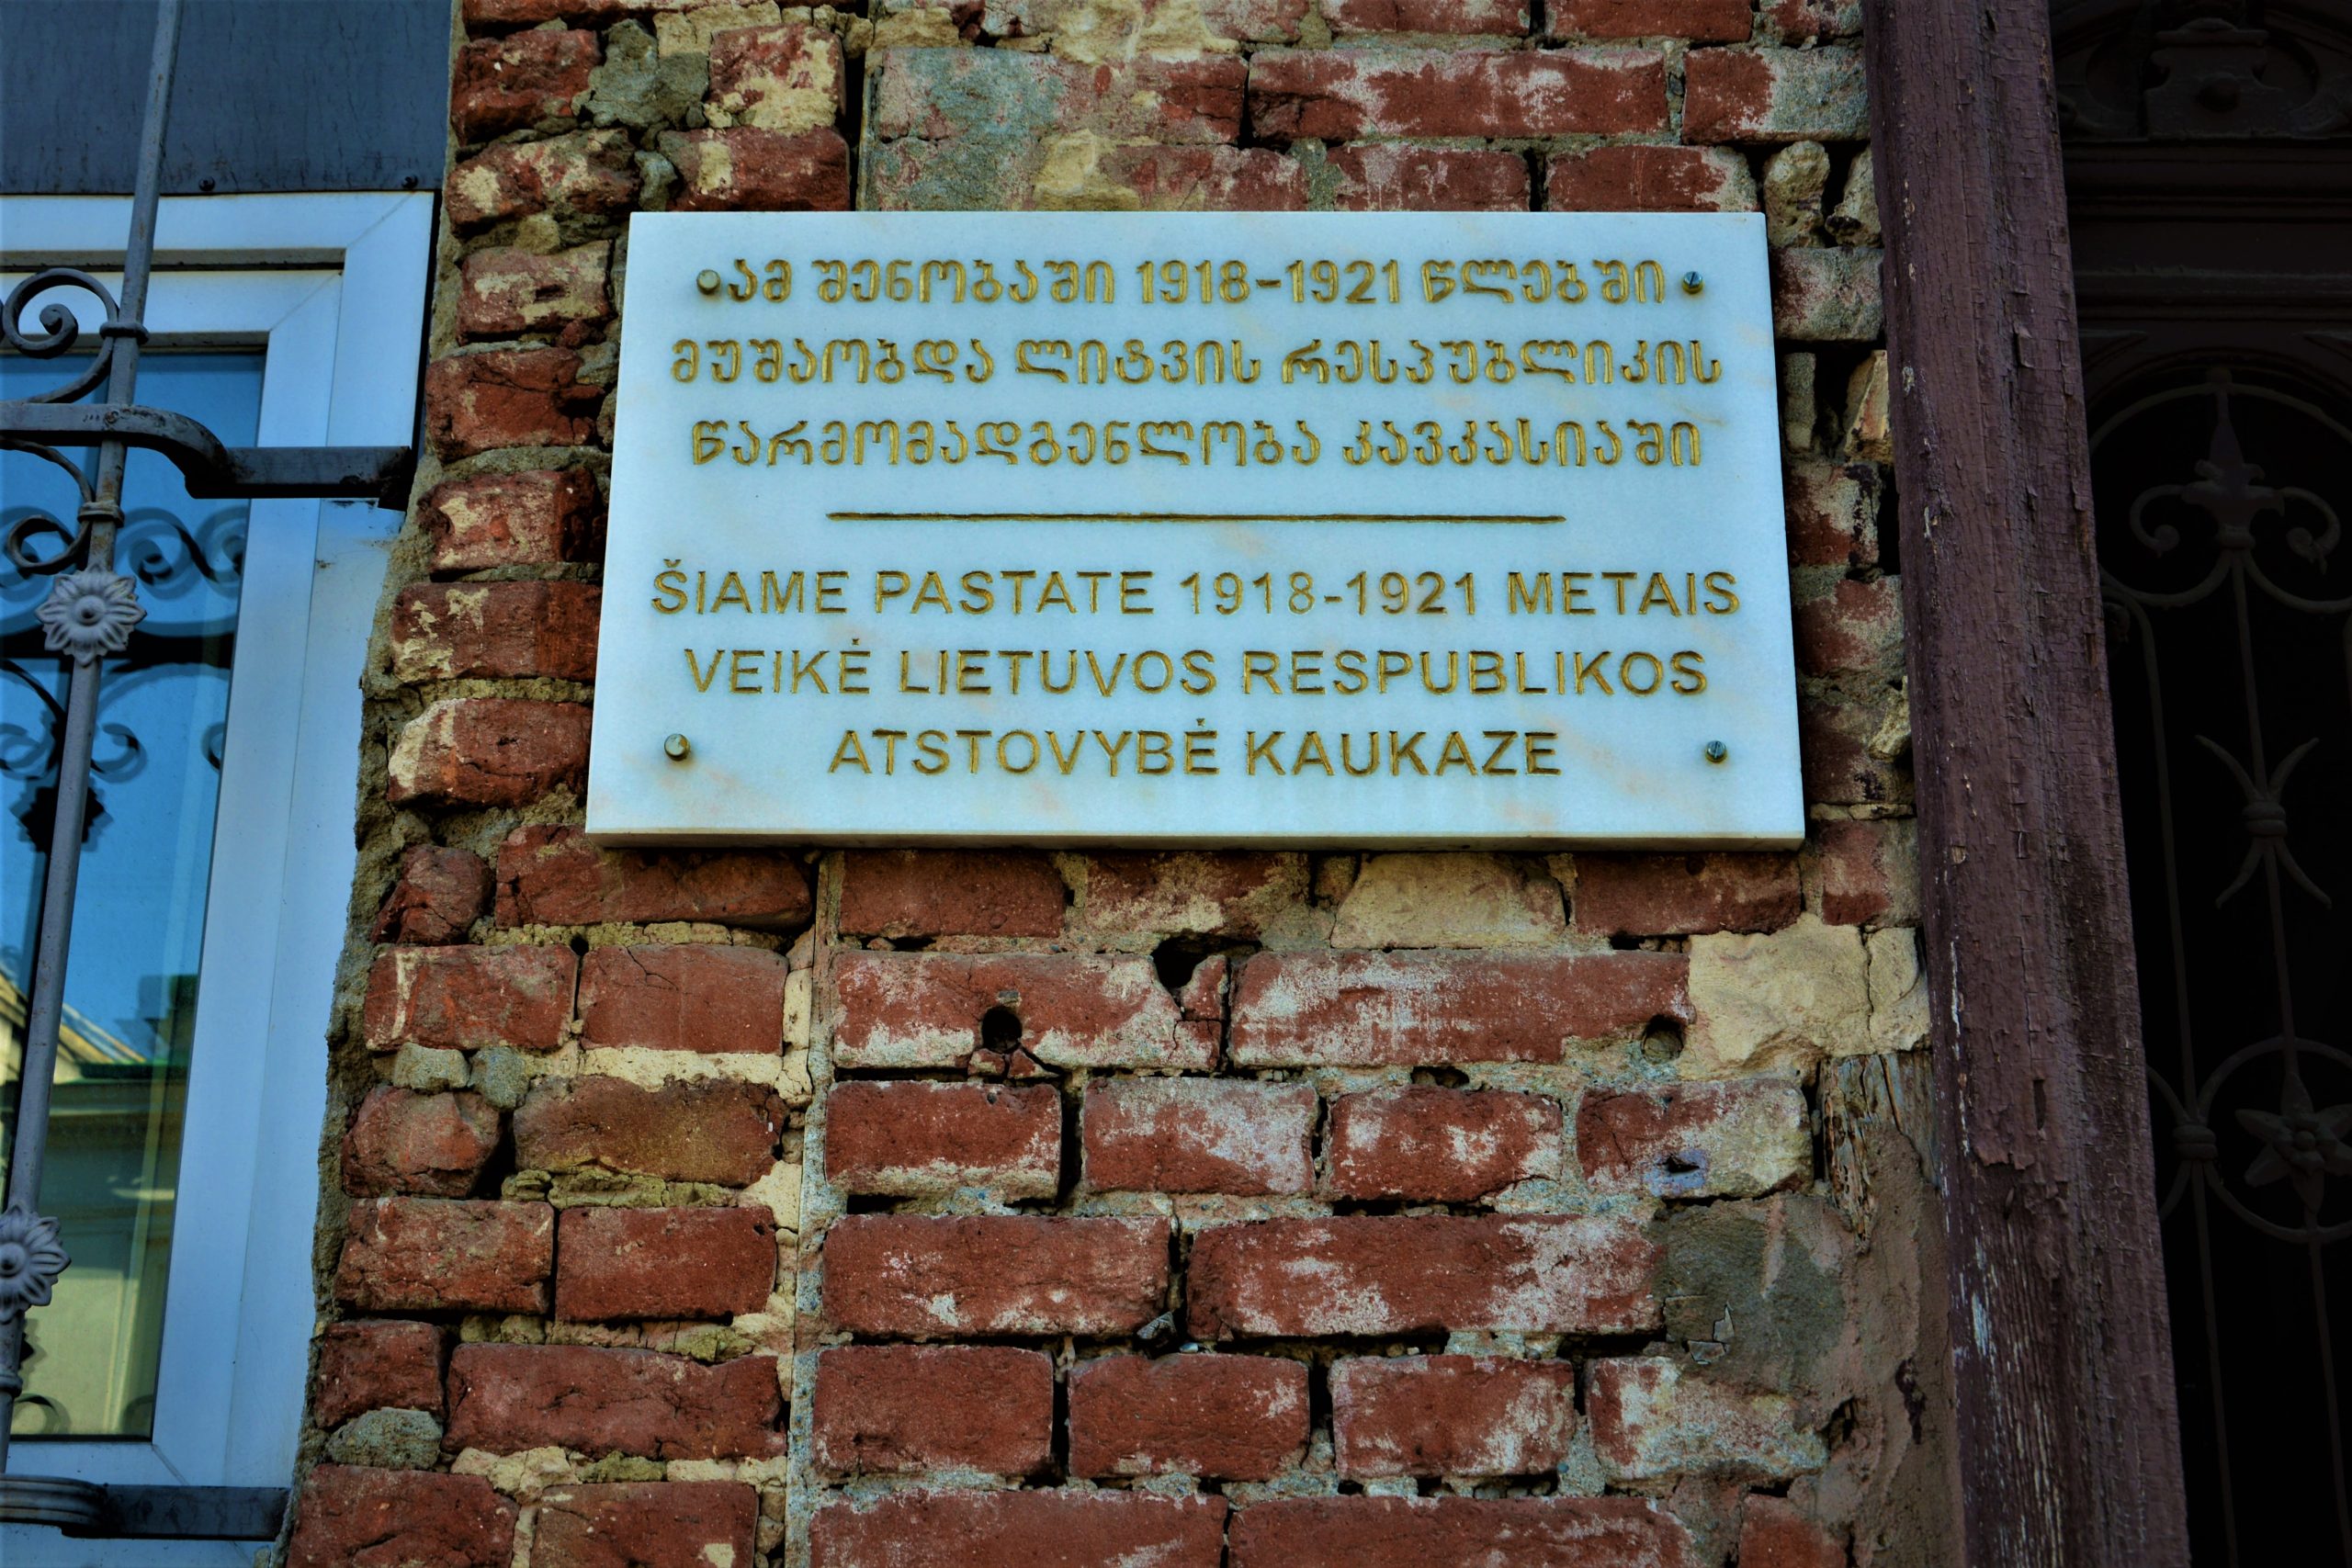 ამ შენობაში 1918-1921 წლებში
მუშაობდა ლიტვის რესპუბლიკის
წარმომადგენლობა კავკასიაში
ŠIAME PASTATE 1918-1921 METAIS
VEIKĖ LIETUVOS RESPUBLIKOS
ATSTOVYBĖ KAUKAZE